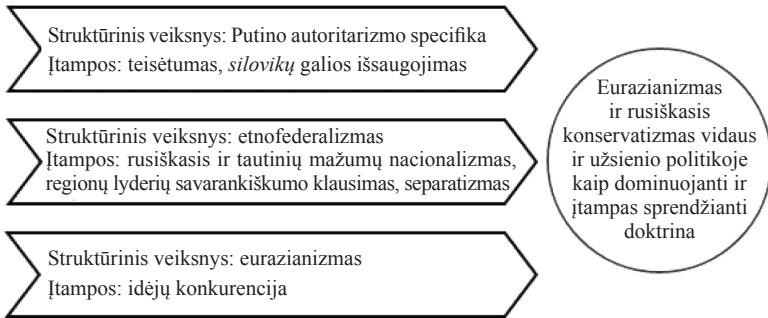 Struktūrinis veiksnys: Putino autoritarizmo specifika
Įtampos: teisėtumas, silovikų galios išsaugojimas
Struktūrinis veiksnys: etnofederalizmas
Įtampos: rusiškasis ir tautinių mažumų nacionalizmas,
regionų lyderių savarankiškumo klausimas, separatizmas
Struktūrinis veiksnys: eurazianizmas
Įtampos: idėjų konkurencija
Eurazianizmas
ir rusiškasis
konservatizmas vidaus
ir užsienio politikoje
kaip dominuojanti ir
įtampas sprendžianti
doktrina